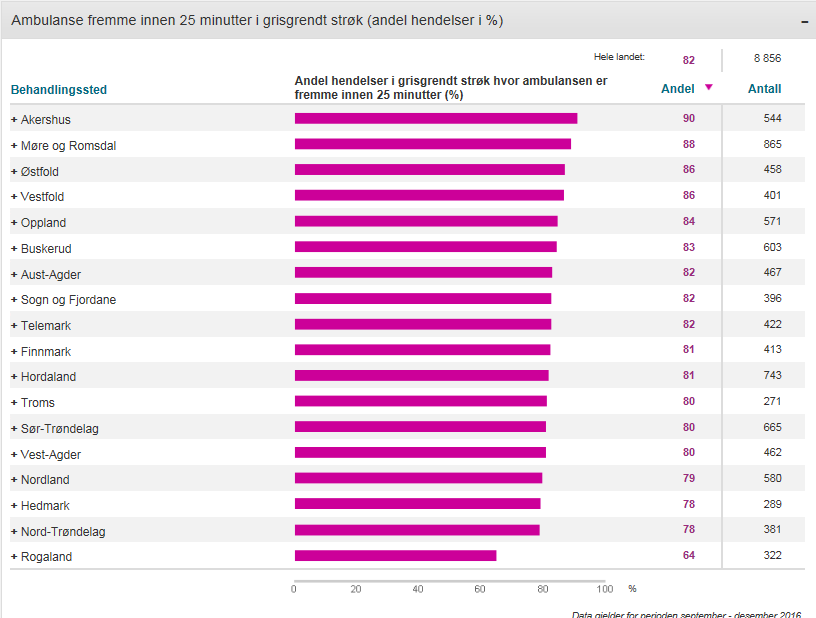 Ambulanse fremme innen 25 minutter i grisgrendt strøk (andel hendelser i %)
–
Hele landet: 82 8 856
Behandlingssted
Andel hendelser i grisgrendt strøk hvor ambulansen er
fremme innen 25 minutter (%)
Andel ▼ Antall
+ Akershus 90 544
+ Møre og Romsdal 88 865
+ Østfold 86 458
+ Vestfold 86 401
+ Oppland 84 571
+ Buskerud 83 603
+ Aust-Agder 82 467
+ Sogn og Fjordane 82 396
+ Telemark 82 422
+ Finnmark 81 413
+ Hordaland 81 743
+ Troms 80 271
+ Sør-Trøndelag 80 665
+ Vest-Agder 80 462
+ Nordland 79 580
+ Hedmark 78 289
+ Nord-Trøndelag 78 381
+ Rogaland 64 322
0 20 40 60 80 100 %
Data gjelder for perioden september - desember 2016